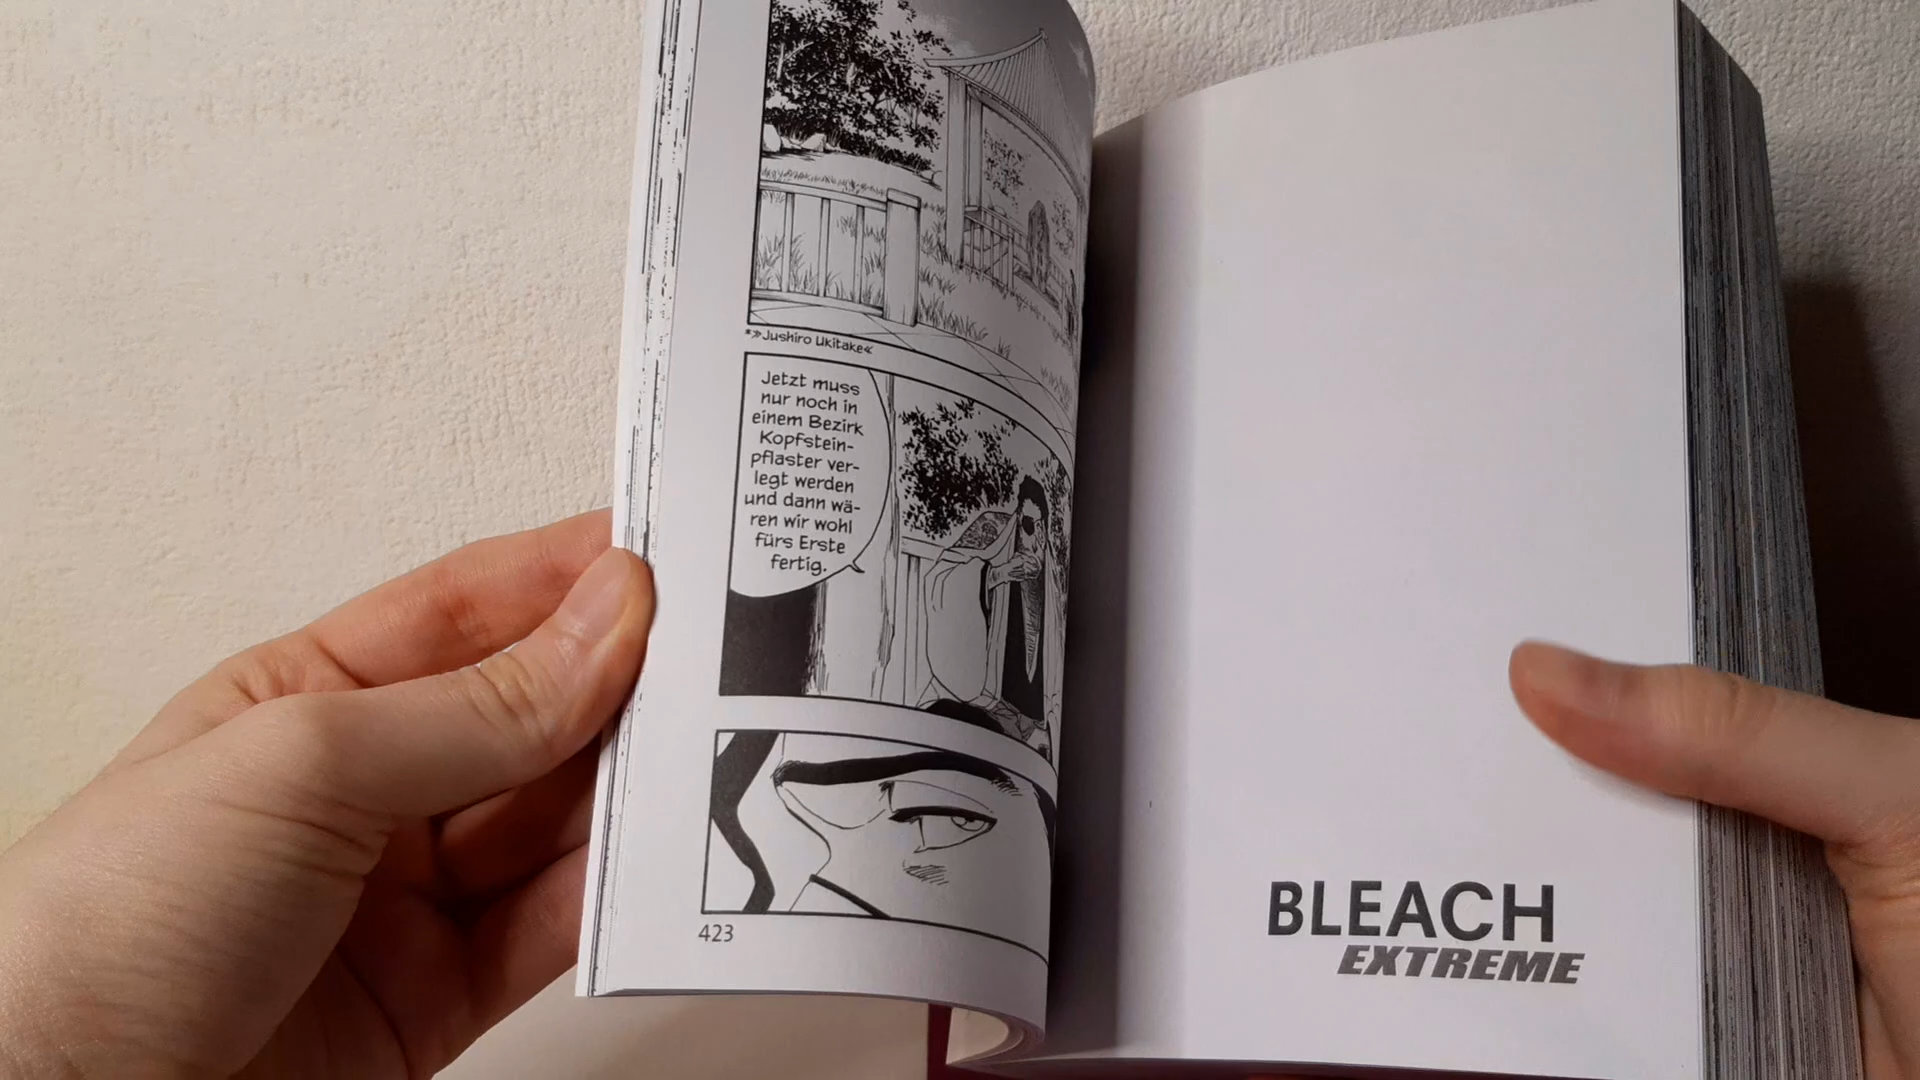 *»Jushiro Ukitake«
Jetzt muss
nur noch in
einem Bezirk
Kopfstein-
pflaster ver-
legt werden
und dann wä-
ren wir wohl
fürs Erste
fertig.
423
BLEACH
EXTREME